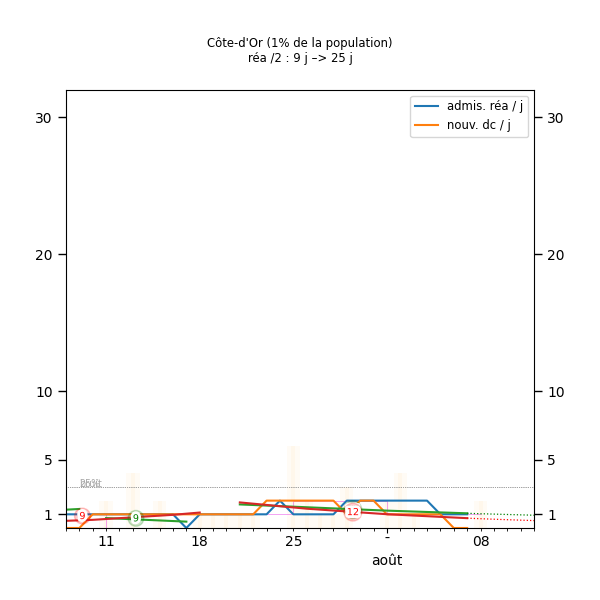 Côte-d'Or (1% de la population)
réa /2 : 9 j –> 25 j
admis. réa / j
nouv. dc / j
30 30
20 20
10 10
5 5
1 1
9 9 12
11 18 25 - 08
août